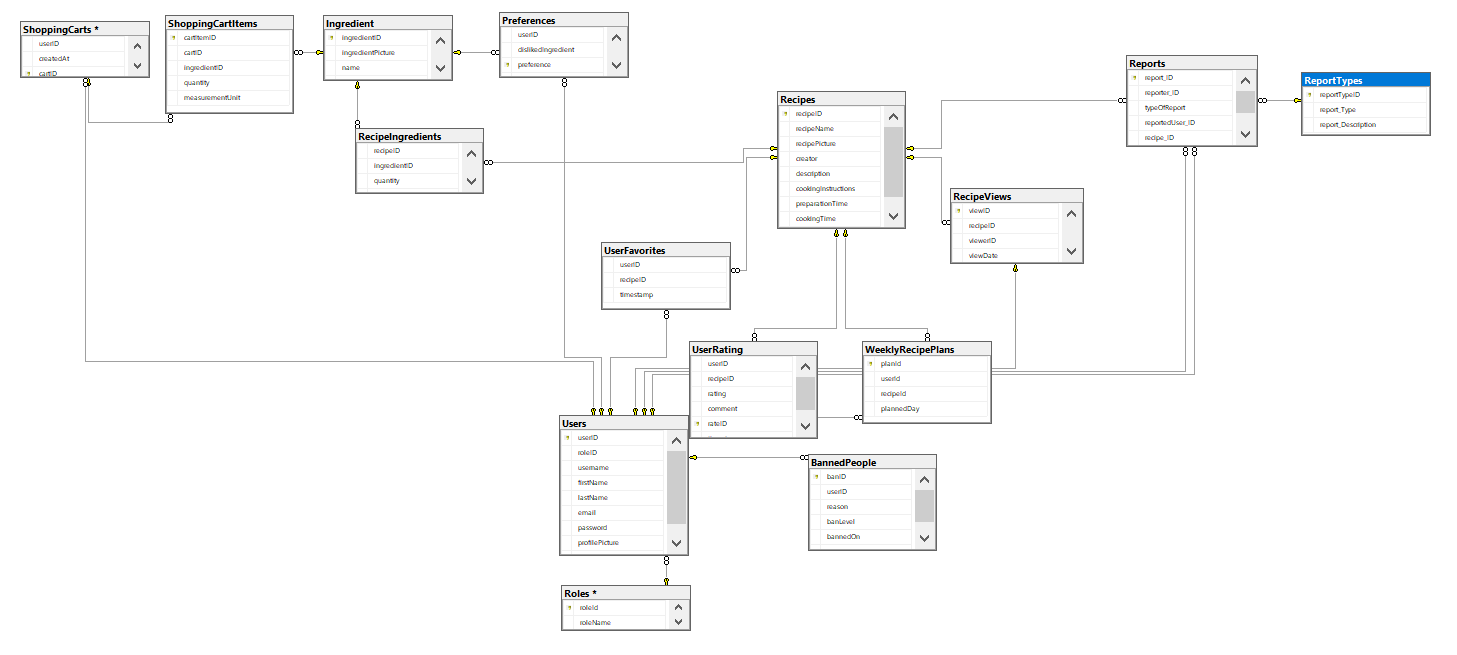 ShoppingCarts *
userID
createdAt
cartID
ShoppingCartItems
cartItemID
cartID
ingredientID
quantity
measurementUnit
Ingredient
ingredientID
ingredientPicture
name
Preferences
userID
dislikedIngredient
preference
RecipeIngredients
recipeID
ingredientID
quantity
Recipes
recipeID
recipeName
recipePicture
creator
description
cookingInstructions
preparationTime
cookingTime
Reports
report_ID
reporter_ID
typeOfReport
reportedUser_ID
recipe_ID
ReportTypes
reportTypeID
report_Type
report_Description
RecipeViews
viewID
recipeID
viewerID
viewDate
UserFavorites
userID
recipeID
timestamp
UserRating
userID
recipeID
rating
comment
rateID
WeeklyRecipePlans
planId
userId
recipeId
plannedDay
Users
userID
roleID
username
firstName
lastName
email
password
profilePicture
BannedPeople
banID
userID
reason
banLevel
bannedOn
Roles *
roleId
roleName